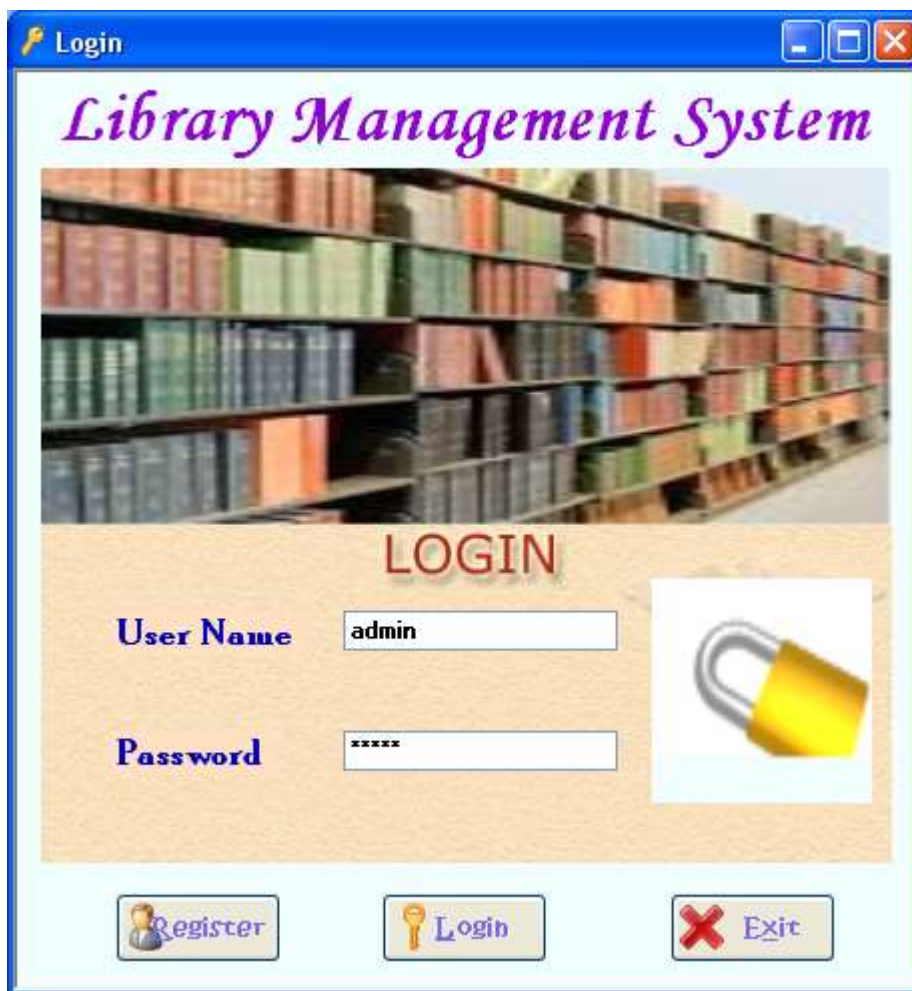 Login
Library Management System
LOGIN
User Name admin
Password *****
Register Login Exit